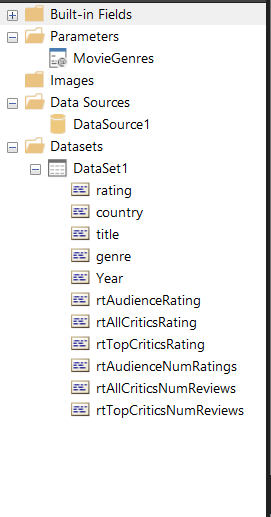 Built-in Fields
Parameters
MovieGenres
Images
Data Sources
DataSource1
Datasets
DataSet1
rating
country
title
genre
Year
rtAudienceRating
rtAllCriticsRating
rtTopCriticsRating
rtAudienceNumRatings
rtAllCriticsNumReviews
rtTopCriticsNumReviews